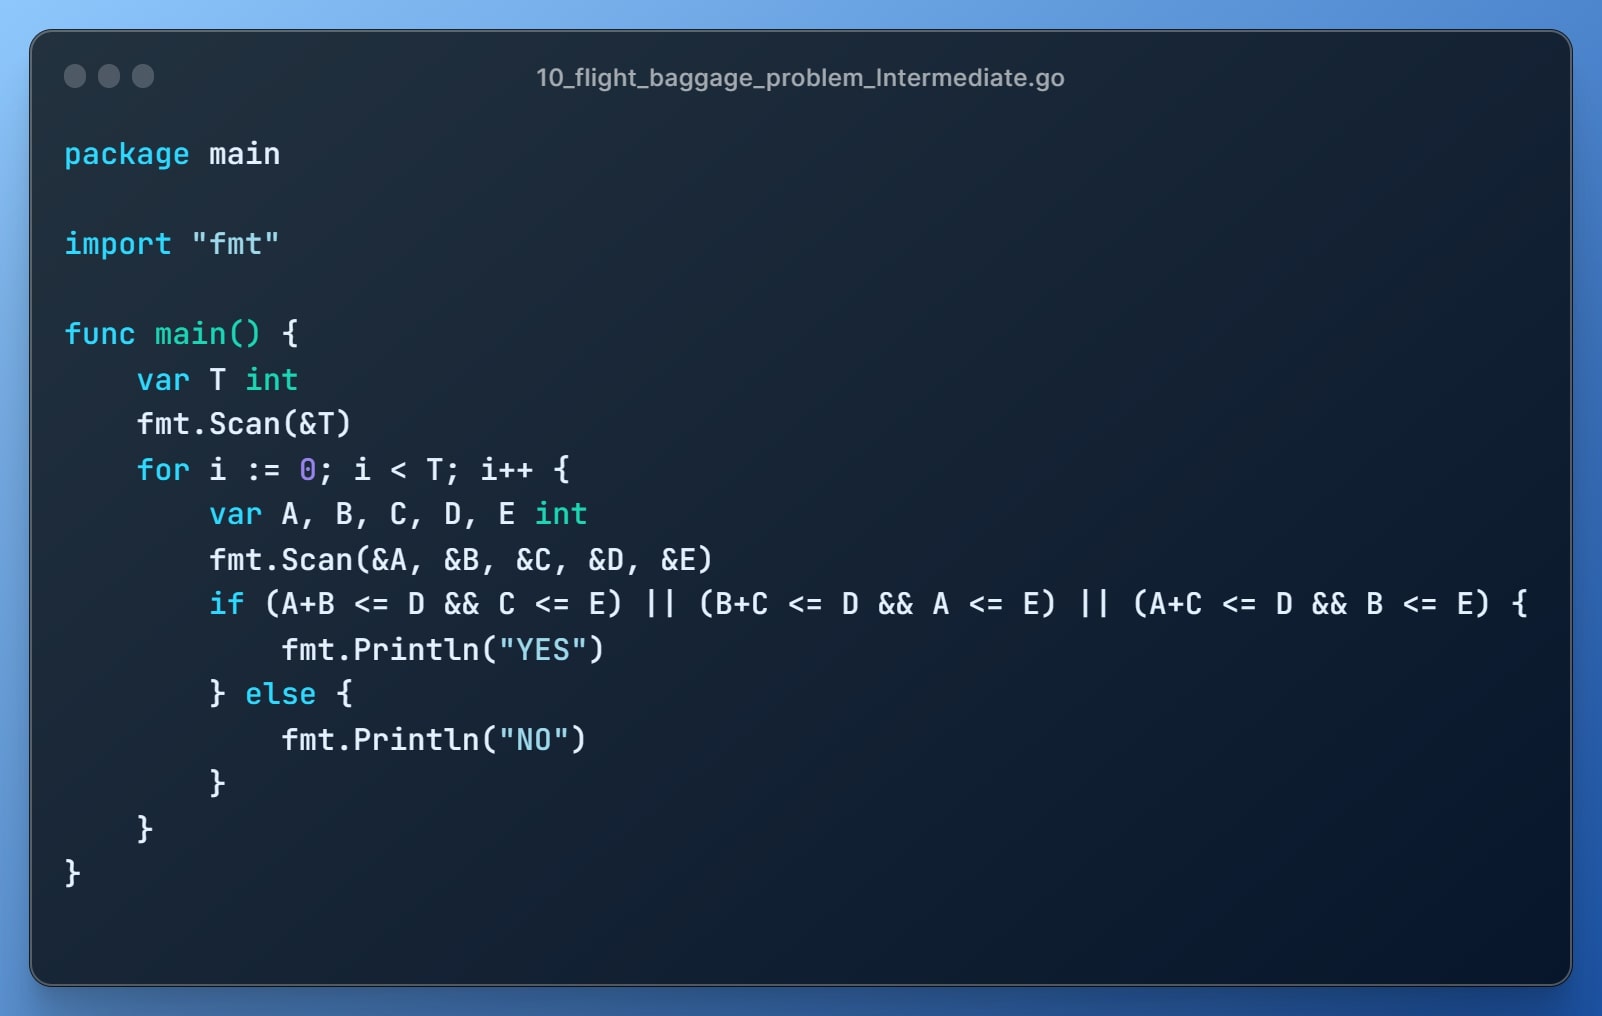 10_flight_baggage_problem_Intermediate.go
package main
import "fmt"
func main() {
    var T int
    fmt.Scan(&T)
    for i := 0; i < T; i++ {
        var A, B, C, D, E int
        fmt.Scan(&A, &B, &C, &D, &E)
        if (A+B <= D && C <= E) || (B+C <= D && A <= E) || (A+C <= D && B <= E) {
            fmt.Println("YES")
        } else {
            fmt.Println("NO")
        }
    }
}